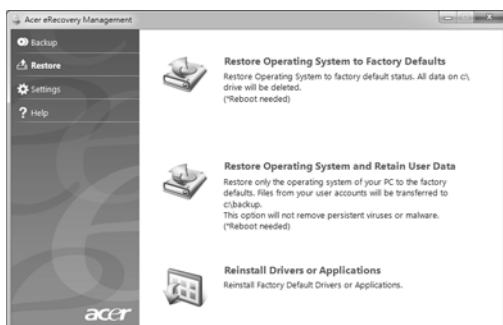 Acer eRecovery Management
Backup
Restore
Settings
Help
Restore Operating System to Factory Defaults
Restore Operating System to factory default status. All data on c:\
drive will be deleted.
(*Reboot needed)
Restore Operating System and Retain User Data
Restore only the operating system of your PC to the factory
defaults. Files from your user accounts will be transferred to
c:\backup.
This option will not remove persistent viruses or malware.
(*Reboot needed)
Reinstall Drivers or Applications
Reinstall Factory Default Drivers or Applications.
acer